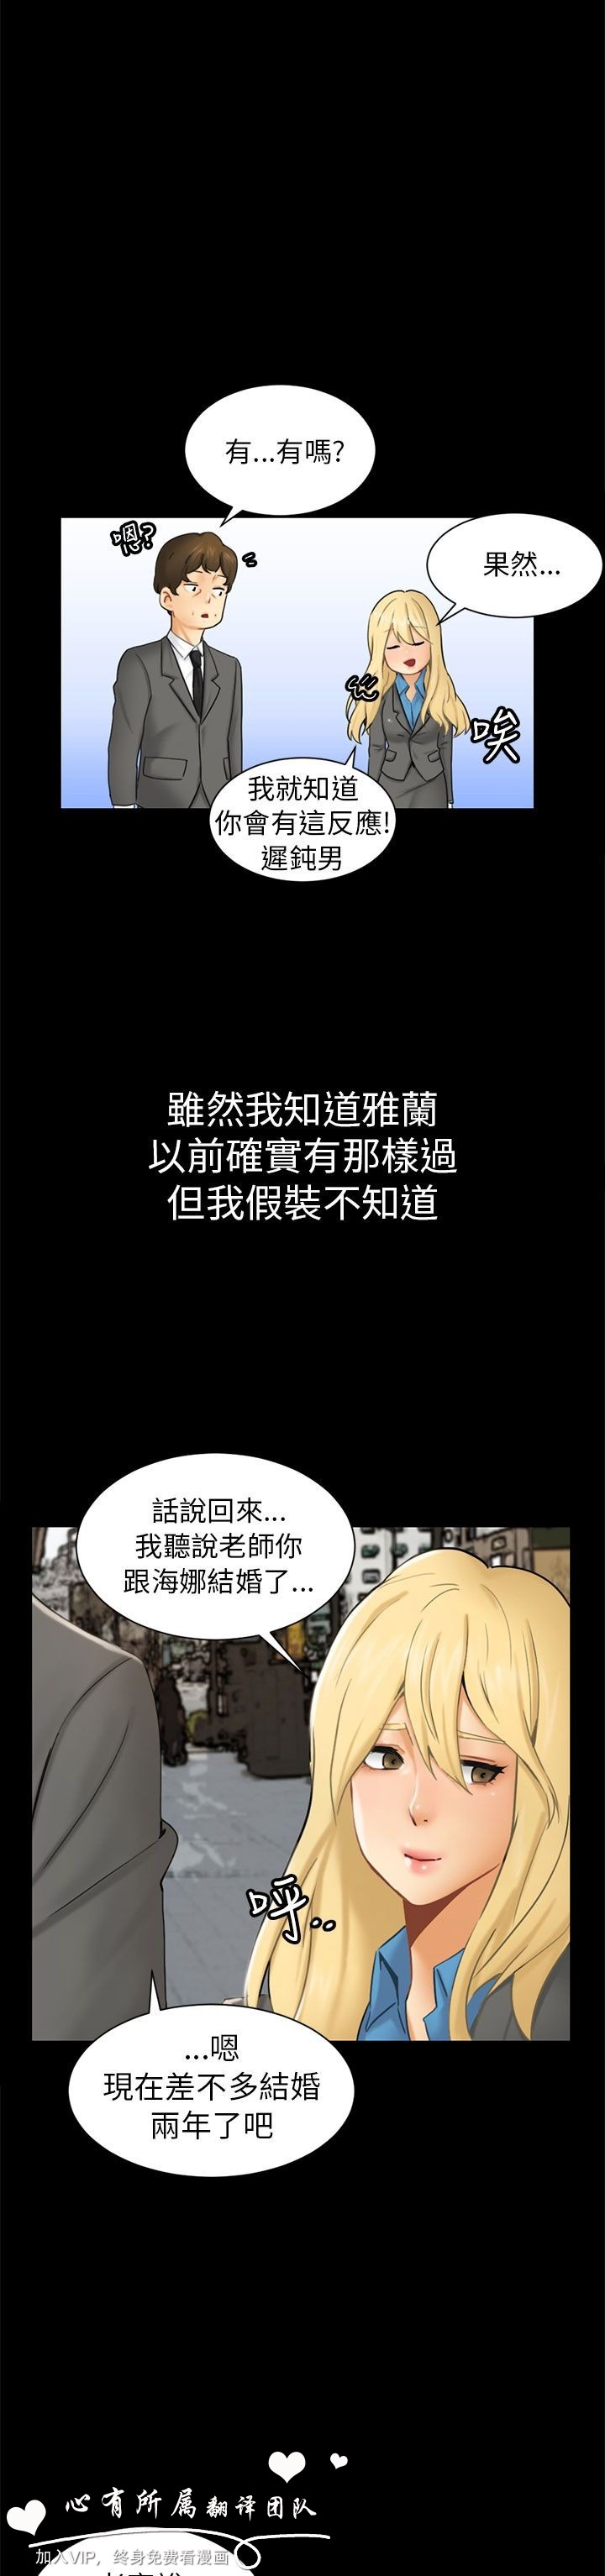 有...有嗎?
嗯?
果然...
唉
我就知道
你會有這反應!
遲鈍男
雖然我知道雅蘭
以前確實有那樣過
但我假裝不知道
話說回來...
我聽說老師你
跟海娜結婚了...
呼..
...嗯
現在差不多結婚
兩年了吧
心有所属翻译团队
加入VIP，终身免费看漫画